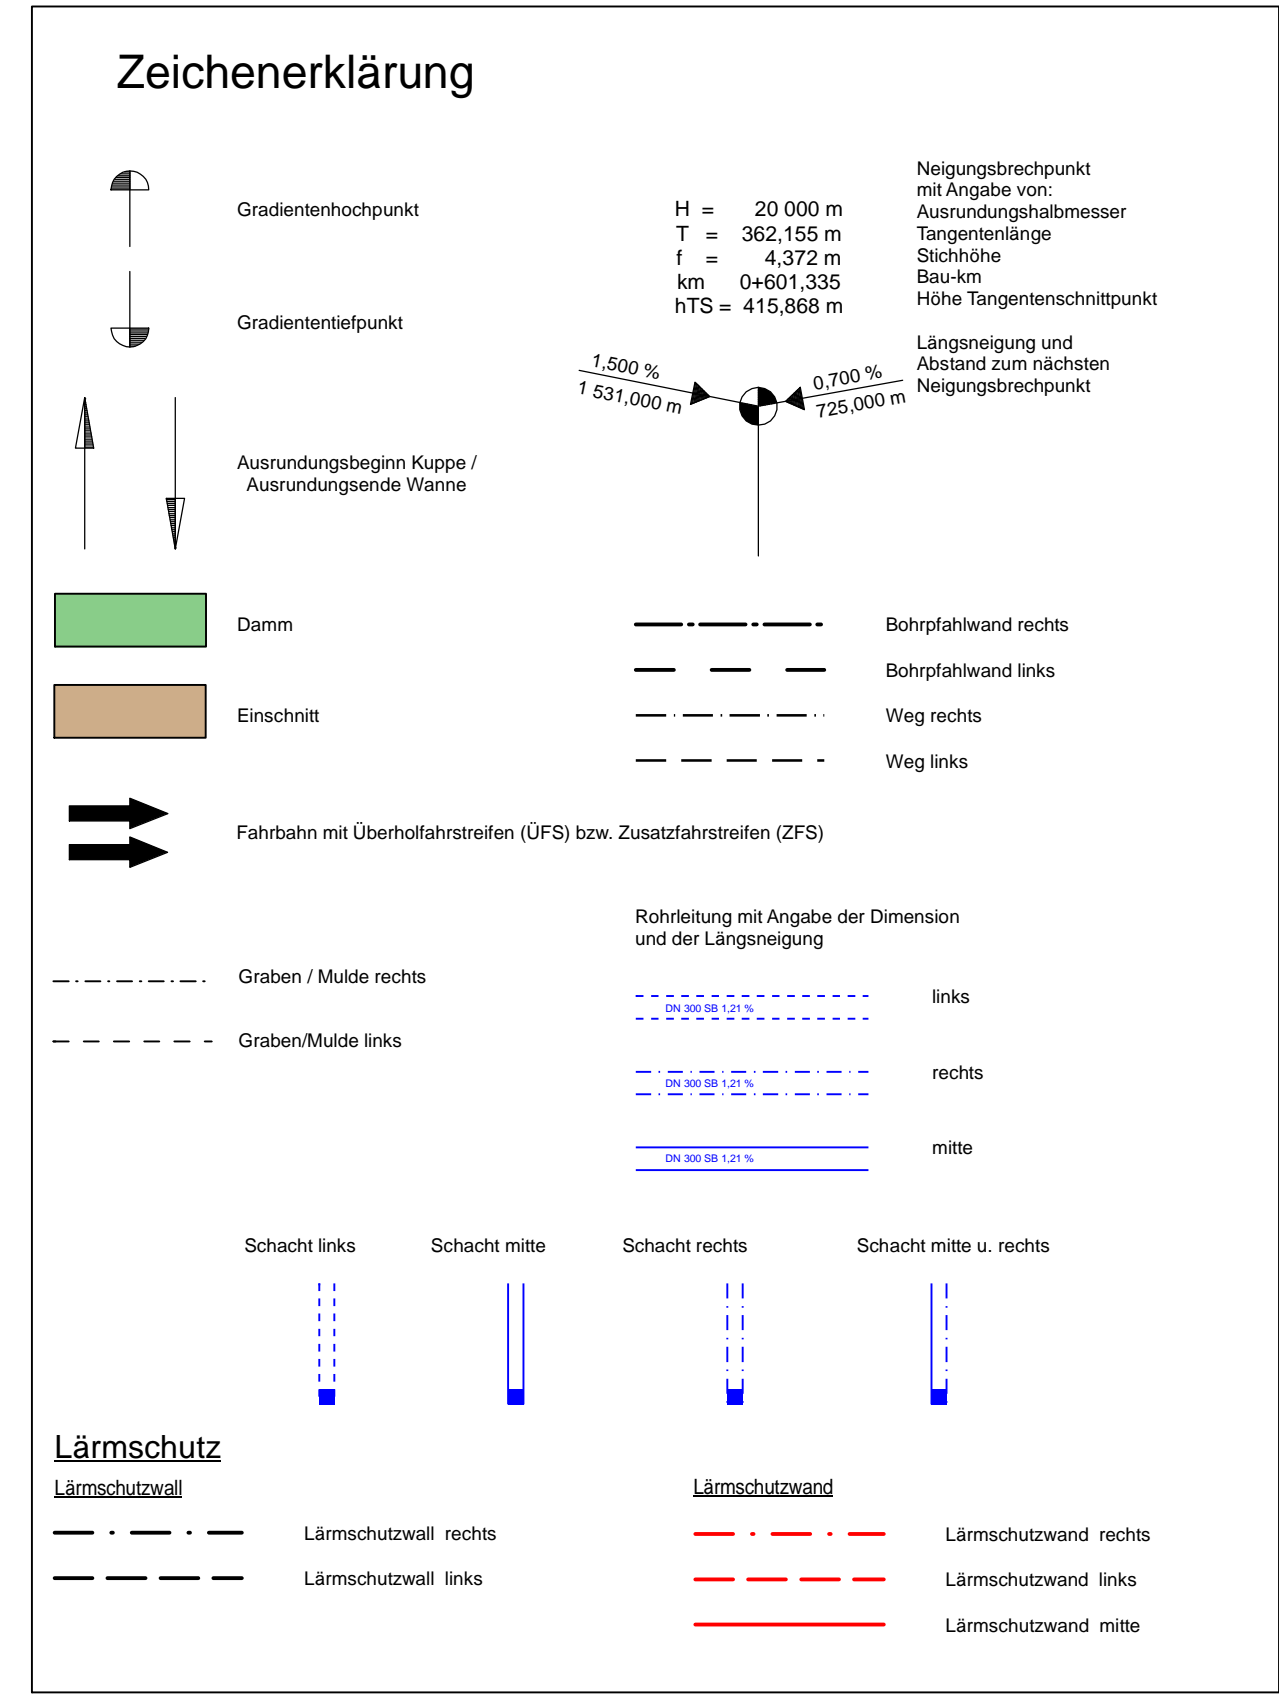 Zeichenerklärung
Gradientenhochpunkt
Gradiententiefpunkt
Ausrundungsbeginn Kuppe /
Ausrundungsende Wanne
H = 20 000 m
T = 362,155 m
f = 4,372 m
km 0+601,335
hTS = 415,868 m
Neigungsbrechpunkt
mit Angabe von:
Ausrundungshalbmesser
Tangentenlänge
Stichhöhe
Bau-km
Höhe Tangentenschnittpunkt
Längsneigung und
Abstand zum nächsten
Neigungsbrechpunkt
1,500 %
1 531,000 m
0,700 %
725,000 m
Damm
Einschnitt
Bohrpfahlwand rechts
Bohrpfahlwand links
Weg rechts
Weg links
Fahrbahn mit Überholfahrstreifen (ÜFS) bzw. Zusatzfahrstreifen (ZFS)
Graben / Mulde rechts
Graben/Mulde links
Rohrleitung mit Angabe der Dimension
und der Längsneigung
DN 300 SB 1,21 %
links
DN 300 SB 1,21 %
rechts
DN 300 SB 1,21 %
mitte
Schacht links
Schacht mitte
Schacht rechts
Schacht mitte u. rechts
Lärmschutz
Lärmschutzwall
Lärmschutzwall rechts
Lärmschutzwall links
Lärmschutzwand
Lärmschutzwand rechts
Lärmschutzwand links
Lärmschutzwand mitte